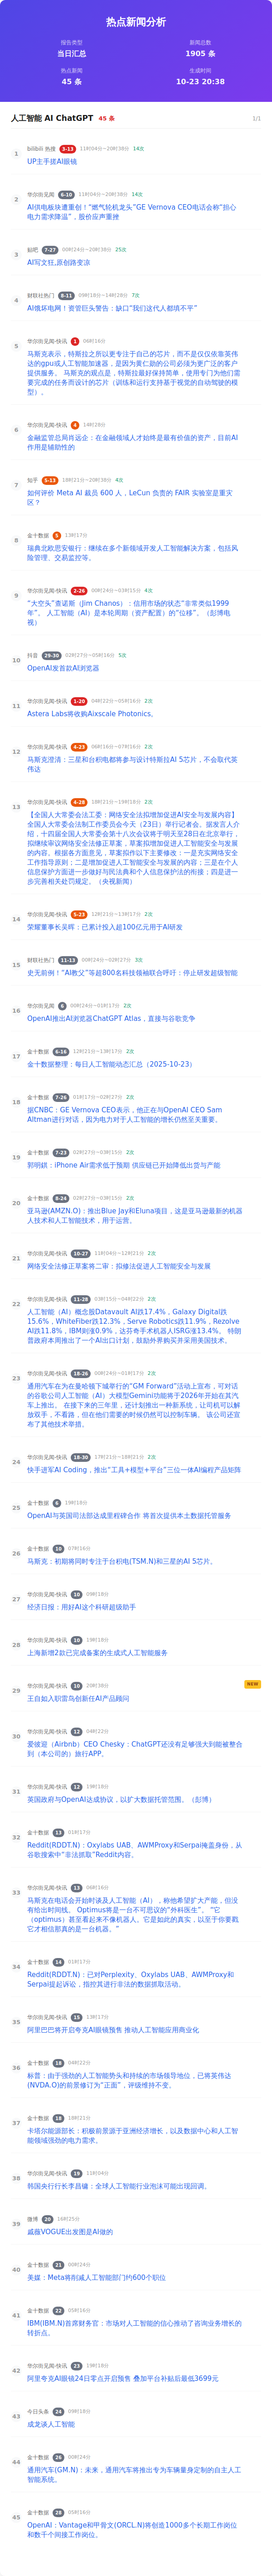 热点新闻分析
报告类型
当日汇总
新闻总数
1905 条
热点新闻
45 条
生成时间
10-23 20:38
人工智能 AI ChatGPT 45 条 1/1
1
bilibili 热搜 3-13 11时04分~20时38分 14次
UP主手搓AI眼镜
2
华尔街见闻 6-10 11时04分~20时38分 14次
AI供电板块遭重创！“燃气轮机龙头”GE Vernova CEO电话会称“担心
电力需求降温”，股价应声重挫
3
贴吧 7-27 00时24分~20时38分 25次
AI写文狂,原创路变凉
4
财联社热门 8-11 09时18分~14时28分 7次
AI饿坏电网！资管巨头警告：缺口“我们这代人都填不平”
5
华尔街见闻-快讯 1 06时16分
马斯克表示，特斯拉之所以更专注于自己的芯片，而不是仅仅依靠英伟
达的gpu或人工智能加速器，是因为黄仁勋的公司必须为更广泛的客户
提供服务。 马斯克的观点是，特斯拉最好保持简单，使用专门为他们需
要完成的任务而设计的芯片（训练和运行支持基于视觉的自动驾驶的模
型）。
6
华尔街见闻-快讯 4 14时28分
金融监管总局肖远企：在金融领域人才始终是最有价值的资产，目前AI
作用是辅助性的
7
知乎 5-13 18时21分~20时38分 4次
如何评价 Meta AI 裁员 600 人，LeCun 负责的 FAIR 实验室是重灾
区？
8
金十数据 5 13时17分
瑞典北欧思安银行：继续在多个新领域开发人工智能解决方案，包括风
险管理、交易监控等。
9
华尔街见闻-快讯 2-26 00时24分~03时15分 4次
“大空头”查诺斯（Jim Chanos）：信用市场的状态“非常类似1999
年”。 人工智能（AI）是本轮周期（资产配置）的“立柱”。（彭博电
视）
10
抖音 29-30 02时27分~05时16分 5次
OpenAI发首款AI浏览器
11
华尔街见闻-快讯 1-20 04时22分~05时16分 2次
Astera Labs将收购Aixscale Photonics。
12
华尔街见闻-快讯 4-23 06时16分~07时16分 2次
马斯克澄清：三星和台积电都将参与设计特斯拉AI 5芯片，不会取代英
伟达
13
华尔街见闻-快讯 4-28 18时21分~19时18分 2次
【全国人大常委会法工委：网络安全法拟增加促进AI安全与发展内容】
全国人大常委会法制工作委员会今天（23日）举行记者会。据发言人介
绍，十四届全国人大常委会第十八次会议将于明天至28日在北京举行，
拟继续审议网络安全法修正草案，草案拟增加促进人工智能安全与发展
的内容。根据各方面意见，草案拟作以下主要修改：一是充实网络安全
工作指导原则；二是增加促进人工智能安全与发展的内容；三是在个人
信息保护方面进一步做好与民法典和个人信息保护法的衔接；四是进一
步完善相关处罚规定。（央视新闻）
14
华尔街见闻-快讯 5-23 12时21分~13时17分 2次
荣耀董事长吴晖：已累计投入超100亿元用于AI研发
15
财联社热门 11-13 00时24分~02时27分 3次
史无前例！“AI教父”等超800名科技领袖联合呼吁：停止研发超级智能
16
华尔街见闻 6 00时24分~01时17分 2次
OpenAI推出AI浏览器ChatGPT Atlas，直接与谷歌竞争
17
金十数据 6-16 12时21分~13时17分 2次
金十数据整理：每日人工智能动态汇总（2025-10-23）
18
金十数据 7-26 01时17分~02时27分 2次
据CNBC：GE Vernova CEO表示，他正在与OpenAI CEO Sam
Altman进行对话，因为电力对于人工智能的增长仍然至关重要。
19
金十数据 7-23 02时27分~03时15分 2次
郭明錤：iPhone Air需求低于预期 供应链已开始降低出货与产能
20
金十数据 8-24 02时27分~03时15分 2次
亚马逊(AMZN.O)：推出Blue Jay和Eluna项目，这是亚马逊最新的机器
人技术和人工智能技术，用于运营。
21
华尔街见闻-快讯 10-27 11时04分~12时21分 2次
网络安全法修正草案将二审：拟修法促进人工智能安全与发展
22
华尔街见闻-快讯 11-28 03时15分~04时22分 2次
人工智能（AI）概念股Datavault AI跌17.4%，Galaxy Digital跌
15.6%，WhiteFiber跌12.3%，Serve Robotics跌11.9%，Rezolve
AI跌11.8%，IBM则涨0.9%，达芬奇手术机器人ISRG涨13.4%。 特朗
普政府本周推出了一个AI出口计划，鼓励外界购买并采用美国技术。
23
华尔街见闻-快讯 18-26 00时24分~01时17分 2次
通用汽车在为在曼哈顿下城举行的“GM Forward”活动上宣布，可对话
的谷歌公司人工智能（AI）大模型Gemini功能将于2026年开始在其汽
车上推出。 在接下来的三年里，还计划推出一种新系统，让司机可以解
放双手，不看路，但在他们需要的时候仍然可以控制车辆。 该公司还宣
布了其他技术举措。
24
华尔街见闻-快讯 18-30 17时21分~18时21分 2次
快手进军AI Coding，推出“工具+模型+平台”三位一体AI编程产品矩阵
25
金十数据 6 19时18分
OpenAI与英国司法部达成里程碑合作 将首次提供本土数据托管服务
26
金十数据 10 07时16分
马斯克：初期将同时专注于台积电(TSM.N)和三星的AI 5芯片。
27
华尔街见闻-快讯 10 09时18分
经济日报：用好AI这个科研超级助手
28
华尔街见闻-快讯 10 19时18分
上海新增2款已完成备案的生成式人工智能服务
29
华尔街见闻-快讯 10 20时38分 NEW
王自如入职雷鸟创新任AI产品顾问
30
华尔街见闻-快讯 12 04时22分
爱彼迎（Airbnb）CEO Chesky：ChatGPT还没有足够强大到能被整合
到（本公司的）旅行APP。
31
华尔街见闻-快讯 12 19时18分
英国政府与OpenAI达成协议，以扩大数据托管范围。（彭博）
32
金十数据 13 01时17分
Reddit(RDDT.N)：Oxylabs UAB、AWMProxy和Serpai掩盖身份，从
谷歌搜索中“非法抓取”Reddit内容。
33
华尔街见闻-快讯 13 06时16分
马斯克在电话会开始时谈及人工智能（AI），称他希望扩大产能，但没
有给出时间线。 Optimus将是一台不可思议的“外科医生”。 “它
（optimus）甚至看起来不像机器人。它是如此的真实，以至于你要戳
它才相信那真的是一台机器。”
34
金十数据 14 01时17分
Reddit(RDDT.N)：已对Perplexity、Oxylabs UAB、AWMProxy和
Serpai提起诉讼，指控其进行非法的数据抓取活动。
35
华尔街见闻-快讯 15 13时17分
阿里巴巴将开启夸克AI眼镜预售 推动人工智能应用商业化
36
金十数据 18 04时22分
标普：由于强劲的人工智能势头和持续的市场领导地位，已将英伟达
(NVDA.O)的前景修订为“正面”，评级维持不变。
37
金十数据 18 18时21分
卡塔尔能源部长：积极前景源于亚洲经济增长，以及数据中心和人工智
能领域强劲的电力需求。
38
华尔街见闻-快讯 19 11时04分
韩国央行行长李昌镛：全球人工智能行业泡沫可能出现回调。
39
微博 20 16时25分
戚薇VOGUE出发图是AI做的
40
金十数据 21 00时24分
美媒：Meta将削减人工智能部门约600个职位
41
金十数据 22 05时16分
IBM(IBM.N)首席财务官：市场对人工智能的信心推动了咨询业务增长的
转折点。
42
华尔街见闻-快讯 23 19时18分
阿里夸克AI眼镜24日零点开启预售 叠加平台补贴后最低3699元
43
今日头条 24 09时18分
成龙谈人工智能
44
金十数据 26 00时24分
通用汽车(GM.N)：未来，通用汽车将推出专为车辆量身定制的自主人工
智能系统。
45
金十数据 28 05时16分
OpenAI：Vantage和甲骨文(ORCL.N)将创造1000多个长期工作岗位
和数千个间接工作岗位。